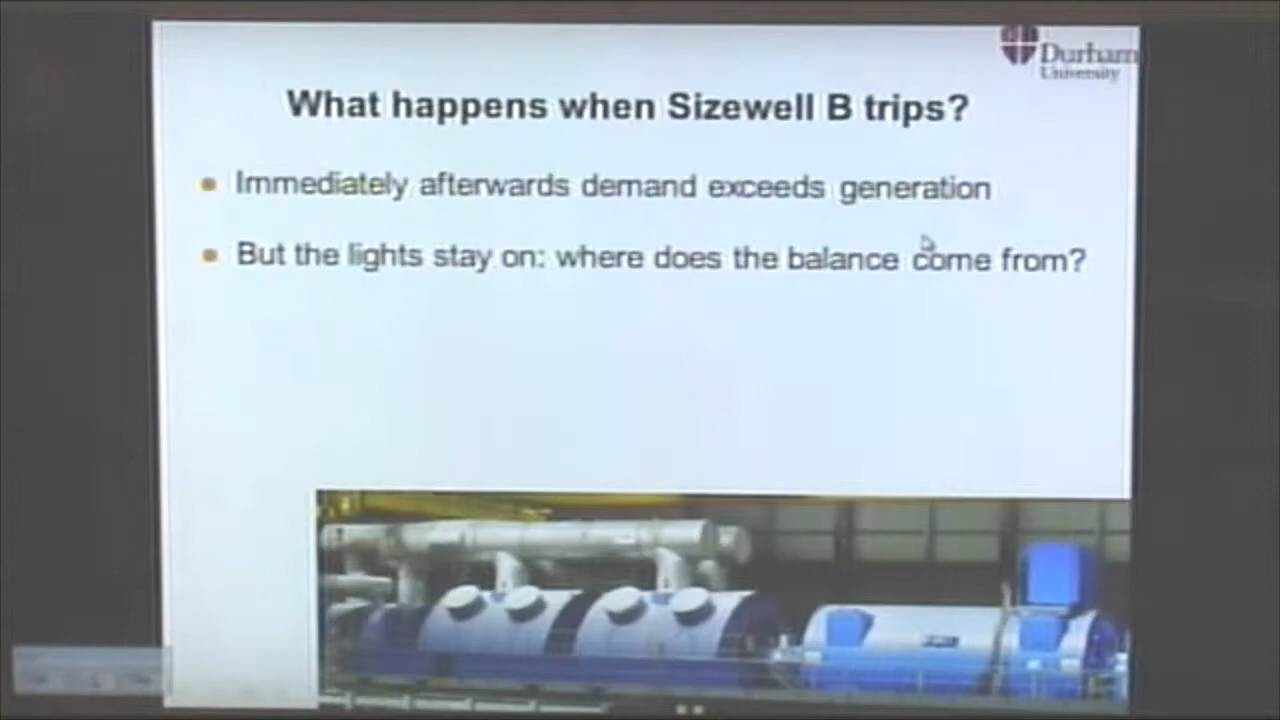 Durham
University
What happens when Sizewell B trips?
Immediately afterwards demand exceeds generation
But the lights stay on: where does the balance come from?